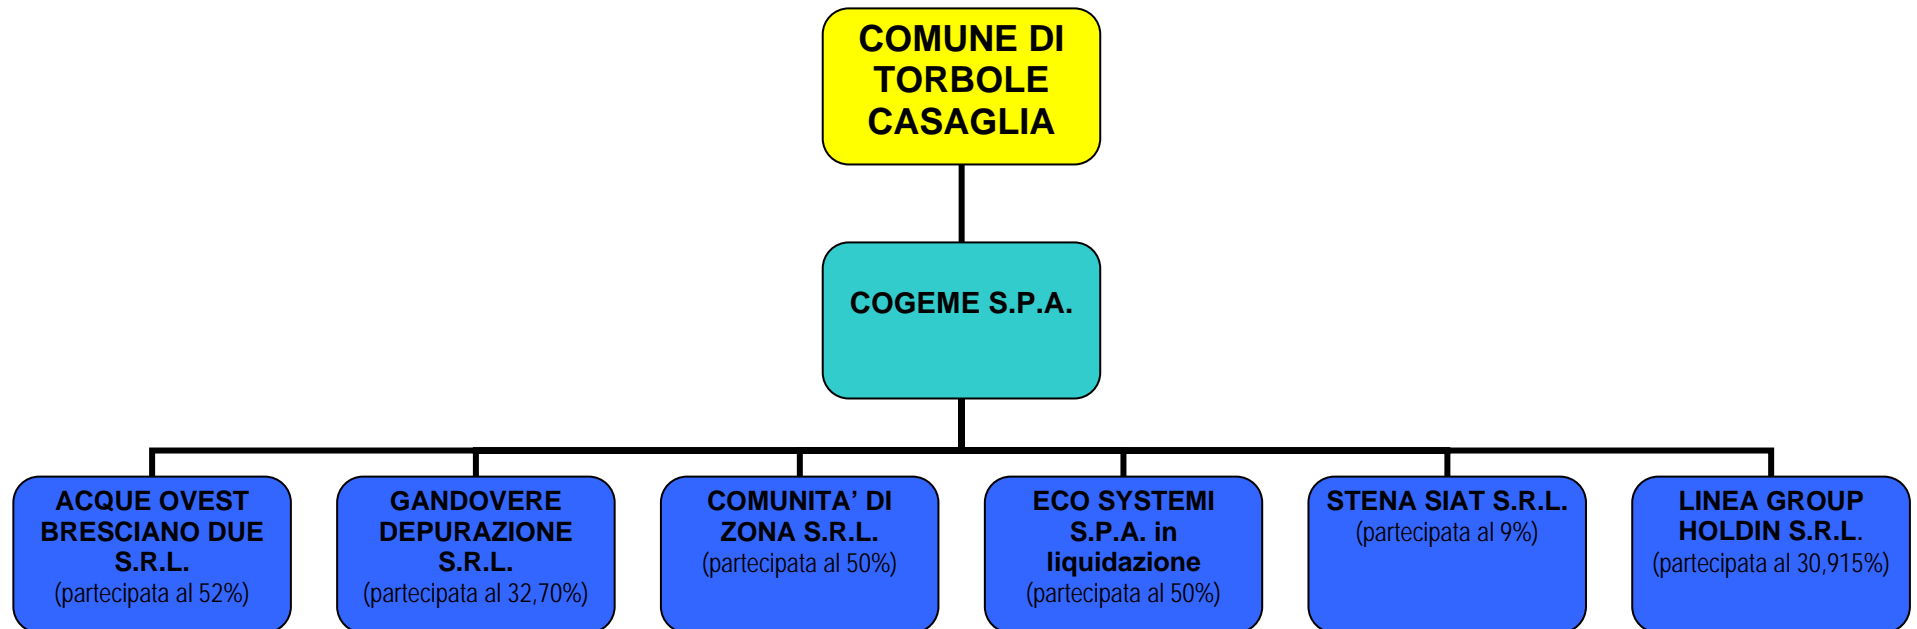 COMUNE DI
TORBOLE
CASAGLIA
COGEME S.P.A.
ACQUE OVEST
BRESCIANO DUE
S.R.L.
(partecipata al 52%)
GANDOVERE
DEPURAZIONE
S.R.L.
(partecipata al 32,70%)
COMUNITA’ DI
ZONA S.R.L.
(partecipata al 50%)
ECO SYSTEMI
S.P.A. in
liquidazione
(partecipata al 50%)
STENA SIAT S.R.L.
(partecipata al 9%)
LINEA GROUP
HOLDIN S.R.L.
(partecipata al 30,915%)